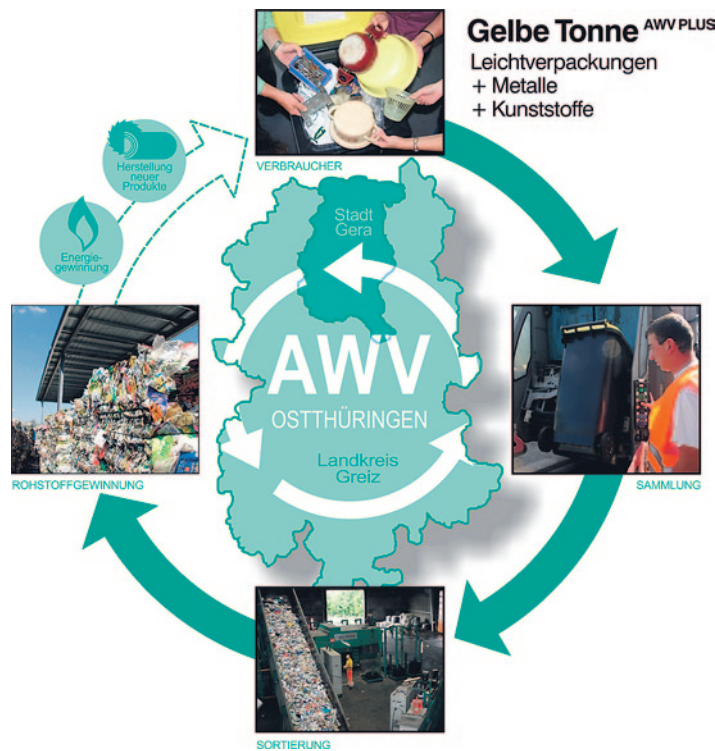 Gelbe Tonne AWV PLUS
Leichtverpackungen
+ Metalle
+ Kunststoffe
VERBRAUCHER
Herstellung
neuer
Produkte
Energie-
gewinnung
Stadt
Gera
AWV
OSTTHÜRINGEN
Landkreis
Greiz
ROHSTOFFGEWINNUNG
SAMMLUNG
SORTIERUNG